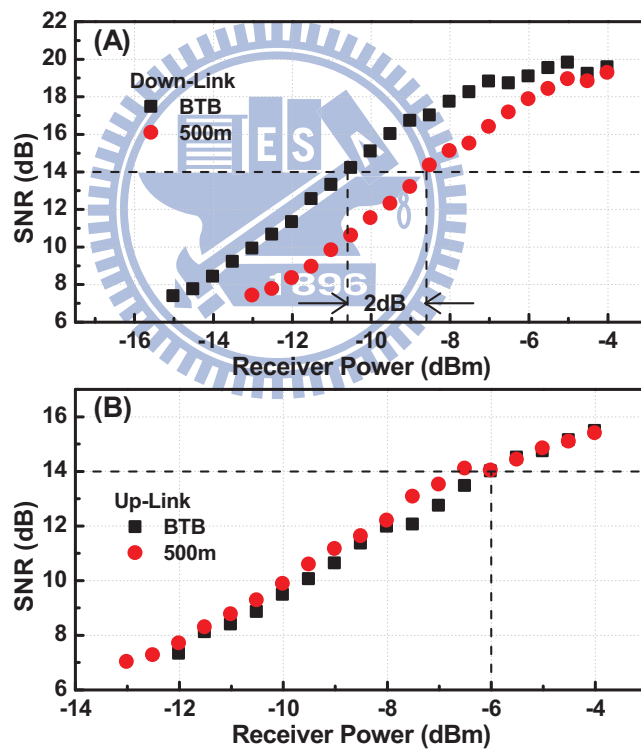 (A)
22
20
18
16
14
12
10
8
6
SNR (dB)
Down-Link
BTB
500m
E S
1896
2dB
-16 -14 -12 -10 -8 -6 -4
Receiver Power (dBm)
(B)
16
14
12
10
8
6
SNR (dB)
Up-Link
BTB
500m
-14 -12 -10 -8 -6 -4
Receiver Power (dBm)